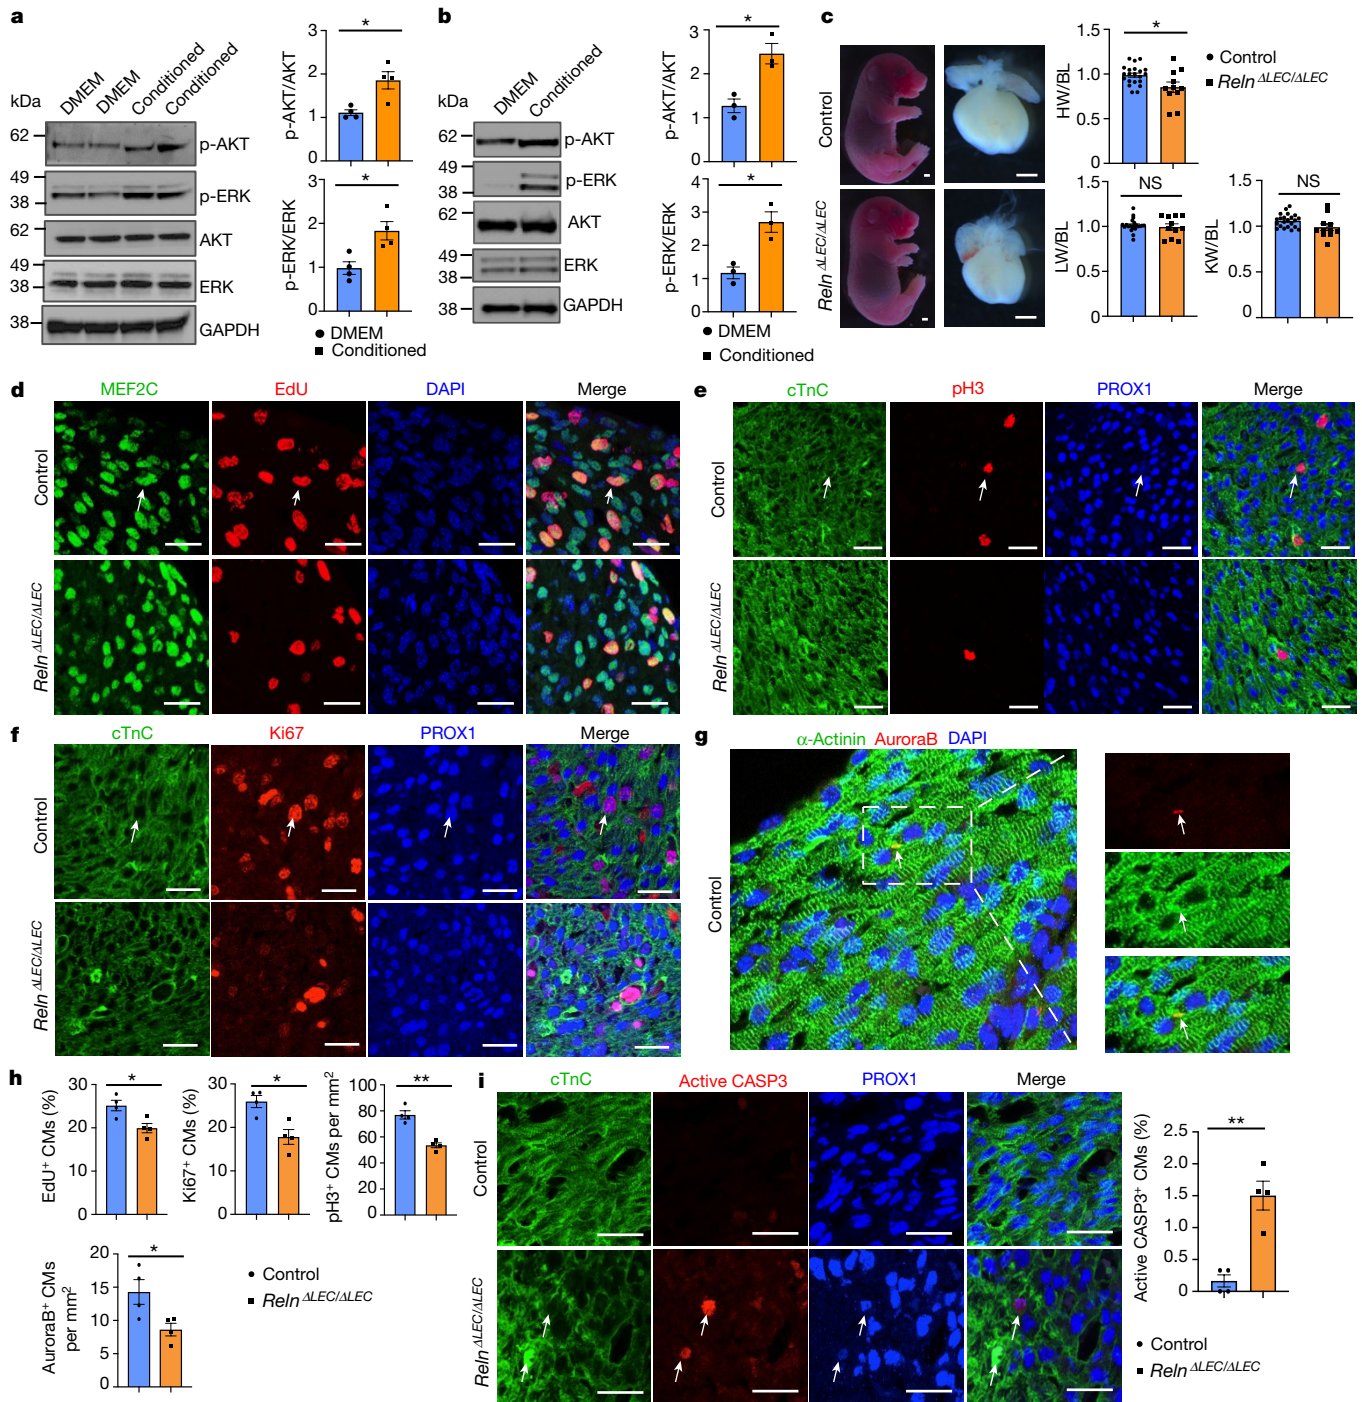 a
kDa
DMEM
DMEM
Conditioned
Conditioned
62
p-AKT
49
38
p-ERK
62
AKT
49
38
ERK
38
GAPDH
p-AKT/AKT
3
2
1
0
*
p-ERK/ERK
3
2
1
0
*
DMEM
Conditioned
b
kDa
DMEM
Conditioned
62
p-AKT
49
38
p-ERK
62
AKT
49
38
ERK
38
GAPDH
p-AKT/AKT
3
2
1
0
*
p-ERK/ERK
4
3
2
1
0
*
DMEM
Conditioned
c
Control
Reln ΔLEC/ΔLEC
HW/BL
1.5
1.0
0.5
0
*
Control
Reln ΔLEC/ΔLEC
LW/BL
1.5
1.0
0.5
0
NS
KW/BL
1.5
1.0
0.5
0
NS
d
MEF2C
EdU
DAPI
Merge
Control
Reln ΔLEC/ΔLEC
e
cTnC
pH3
PROX1
Merge
Control
Reln ΔLEC/ΔLEC
f
cTnC
Ki67
PROX1
Merge
Control
Reln ΔLEC/ΔLEC
g
α-Actinin AuroraB DAPI
Control
h
EdU+ CMs (%)
30
20
10
0
*
Ki67+ CMs (%)
30
20
10
0
*
pH3+ CMs per mm2
100
80
60
40
20
0
**
AuroraB+ CMs
per mm2
20
15
10
5
0
*
Control
Reln ΔLEC/ΔLEC
i
cTnC
Active CASP3
PROX1
Merge
Control
Reln ΔLEC/ΔLEC
Active CASP3+ CMs (%)
2.5
2.0
1.5
1.0
0.5
0
**
Control
Reln ΔLEC/ΔLEC